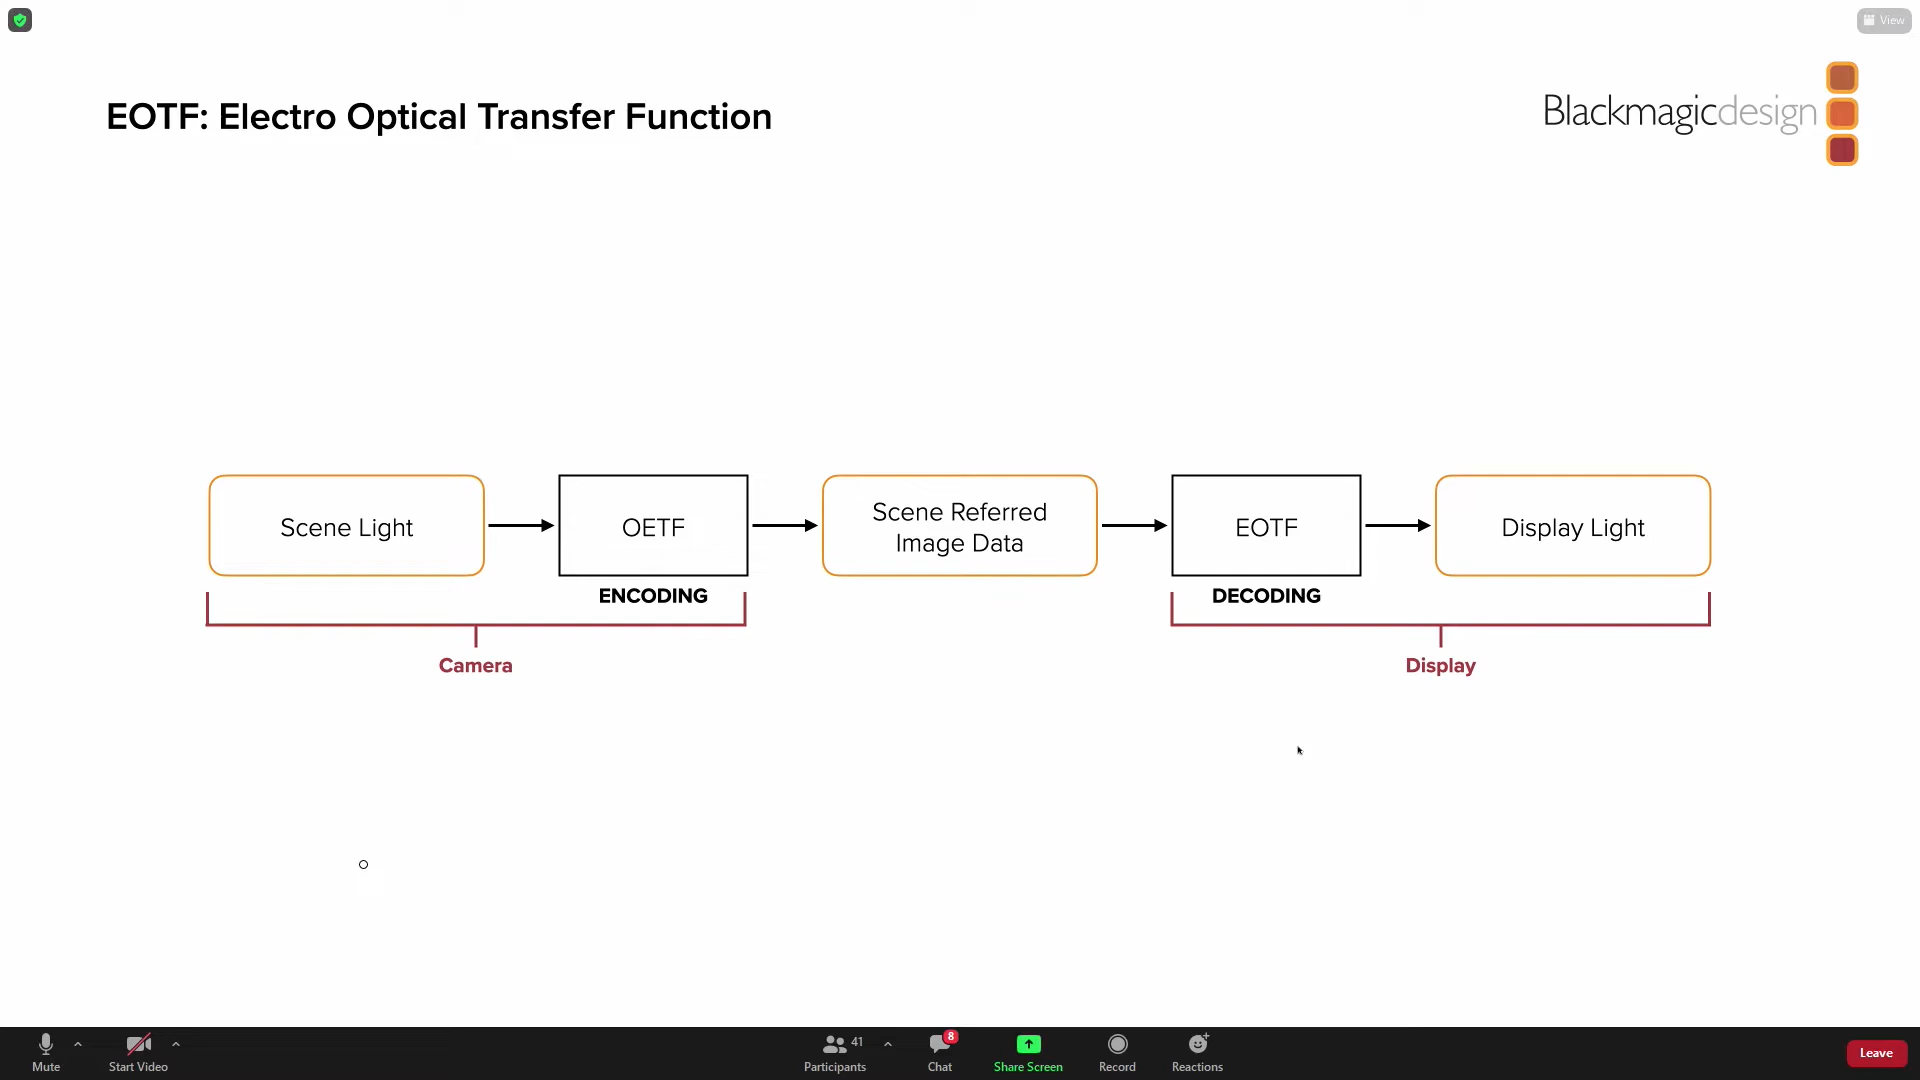 View
EOTF: Electro Optical Transfer Function
Blackmagicdesign
Scene Light
OETF
Scene Referred
Image Data
EOTF
Display Light
ENCODING
DECODING
Camera
Display
Mute
Start Video
41
Participants
8
Chat
Share Screen
Record
Reactions
Leave